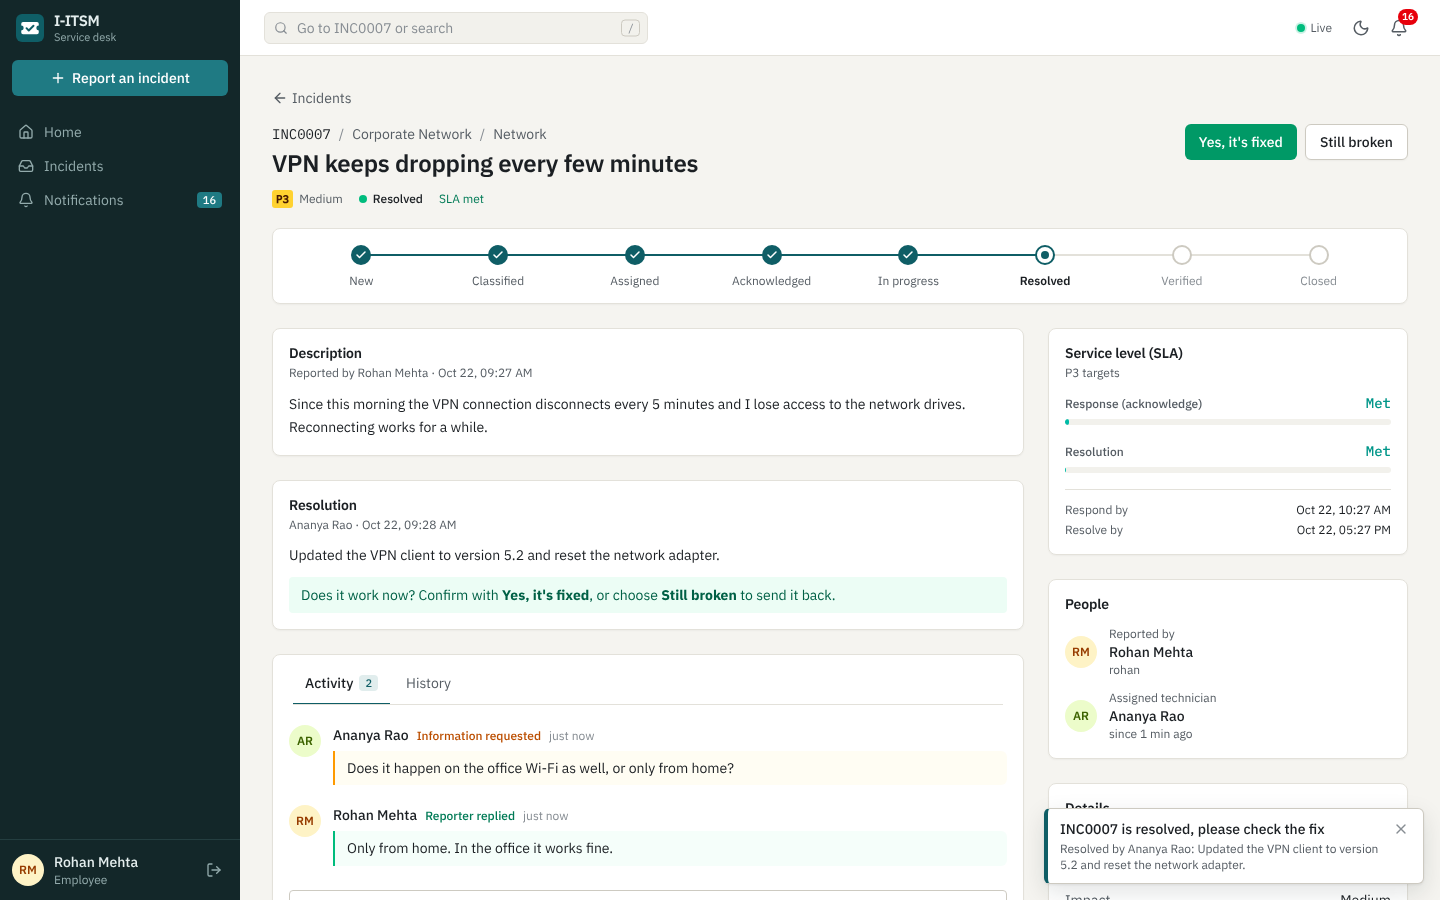 I-ITSM
Service desk
Report an incident
Home
Incidents
Notifications 16
Rohan Mehta
RM
Employee
Go to INC0007 or search /
Live
16
Incidents
INC0007 / Corporate Network / Network
VPN keeps dropping every few minutes
P3 Medium Resolved SLA met
Yes, it's fixed
Still broken
New
Classified
Assigned
Acknowledged
In progress
Resolved
Verified
Closed
Description
Reported by Rohan Mehta · Oct 22, 09:27 AM
Since this morning the VPN connection disconnects every 5 minutes and I lose access to the network drives.
Reconnecting works for a while.
Resolution
Ananya Rao · Oct 22, 09:28 AM
Updated the VPN client to version 5.2 and reset the network adapter.
Does it work now? Confirm with Yes, it's fixed, or choose Still broken to send it back.
Activity 2
History
AR
Ananya Rao Information requested just now
Does it happen on the office Wi-Fi as well, or only from home?
RM
Rohan Mehta Reporter replied just now
Only from home. In the office it works fine.
Service level (SLA)
P3 targets
Response (acknowledge) Met
Resolution Met
Respond by Oct 22, 10:27 AM
Resolve by Oct 22, 05:27 PM
People
Reported by
RM
Rohan Mehta
rohan
Assigned technician
AR
Ananya Rao
since 1 min ago
Details
INC0007 is resolved, please check the fix
Resolved by Ananya Rao: Updated the VPN client to version
5.2 and reset the network adapter.
Impact Medium